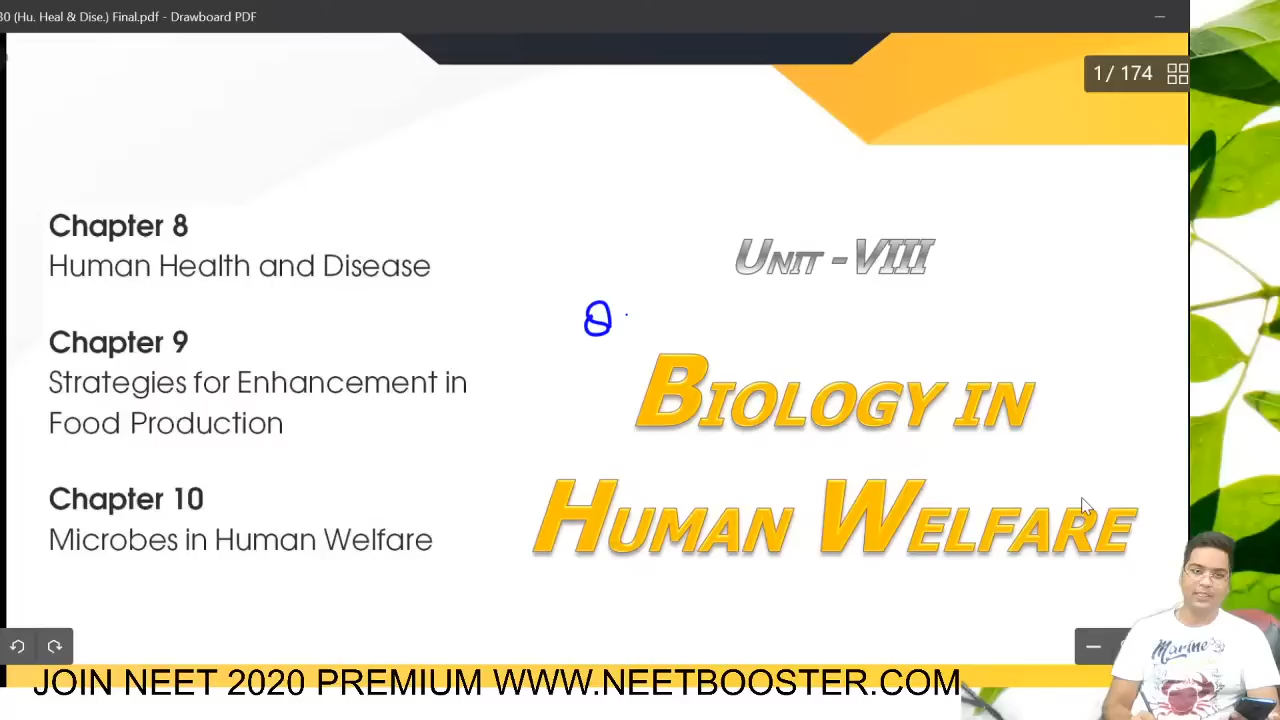 30 (Hu. Heal & Dise.) Final.pdf - Drawboard PDF
1 / 174
Chapter 8
Human Health and Disease
Chapter 9
Strategies for Enhancement in
Food Production
Chapter 10
Microbes in Human Welfare
UNIT -VIII
8
BIOLOGY IN
HUMAN WELFARE
Marine
JOIN NEET 2020 PREMIUM WWW.NEETBOOSTER.COM